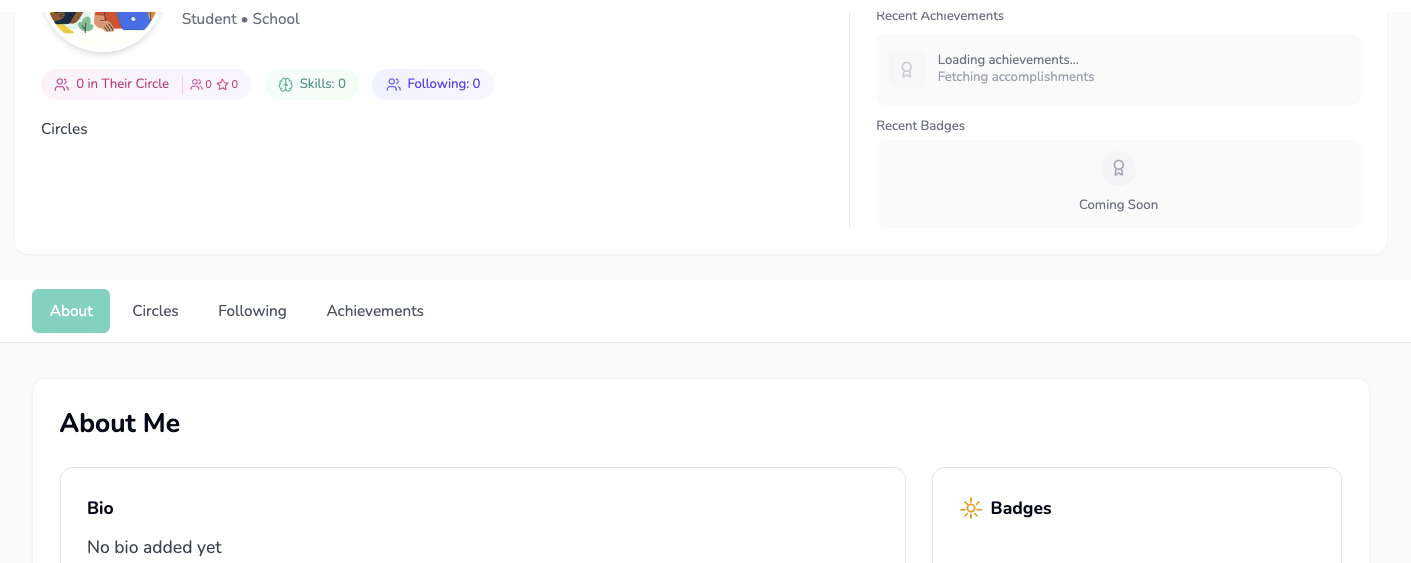 Student • School
0 in Their Circle 0 0 Skills: 0 Following: 0
Circles
Recent Achievements
Loading achievements...
Fetching accomplishments
Recent Badges
Coming Soon
About Circles Following Achievements
About Me
Bio
No bio added yet
Badges